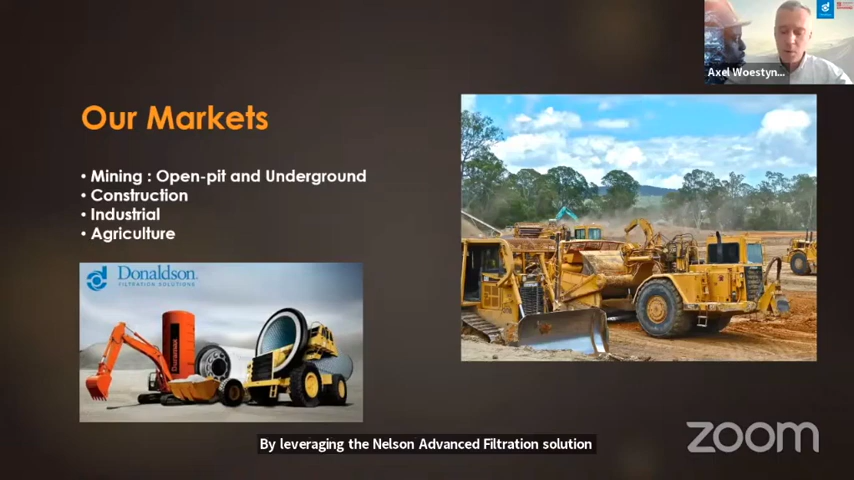 Axel Woestyn...
Our Markets
• Mining : Open-pit and Underground
• Construction
• Industrial
• Agriculture
Donaldson.
FILTRATION SOLUTIONS
Duramax
By leveraging the Nelson Advanced Filtration solution
zoom